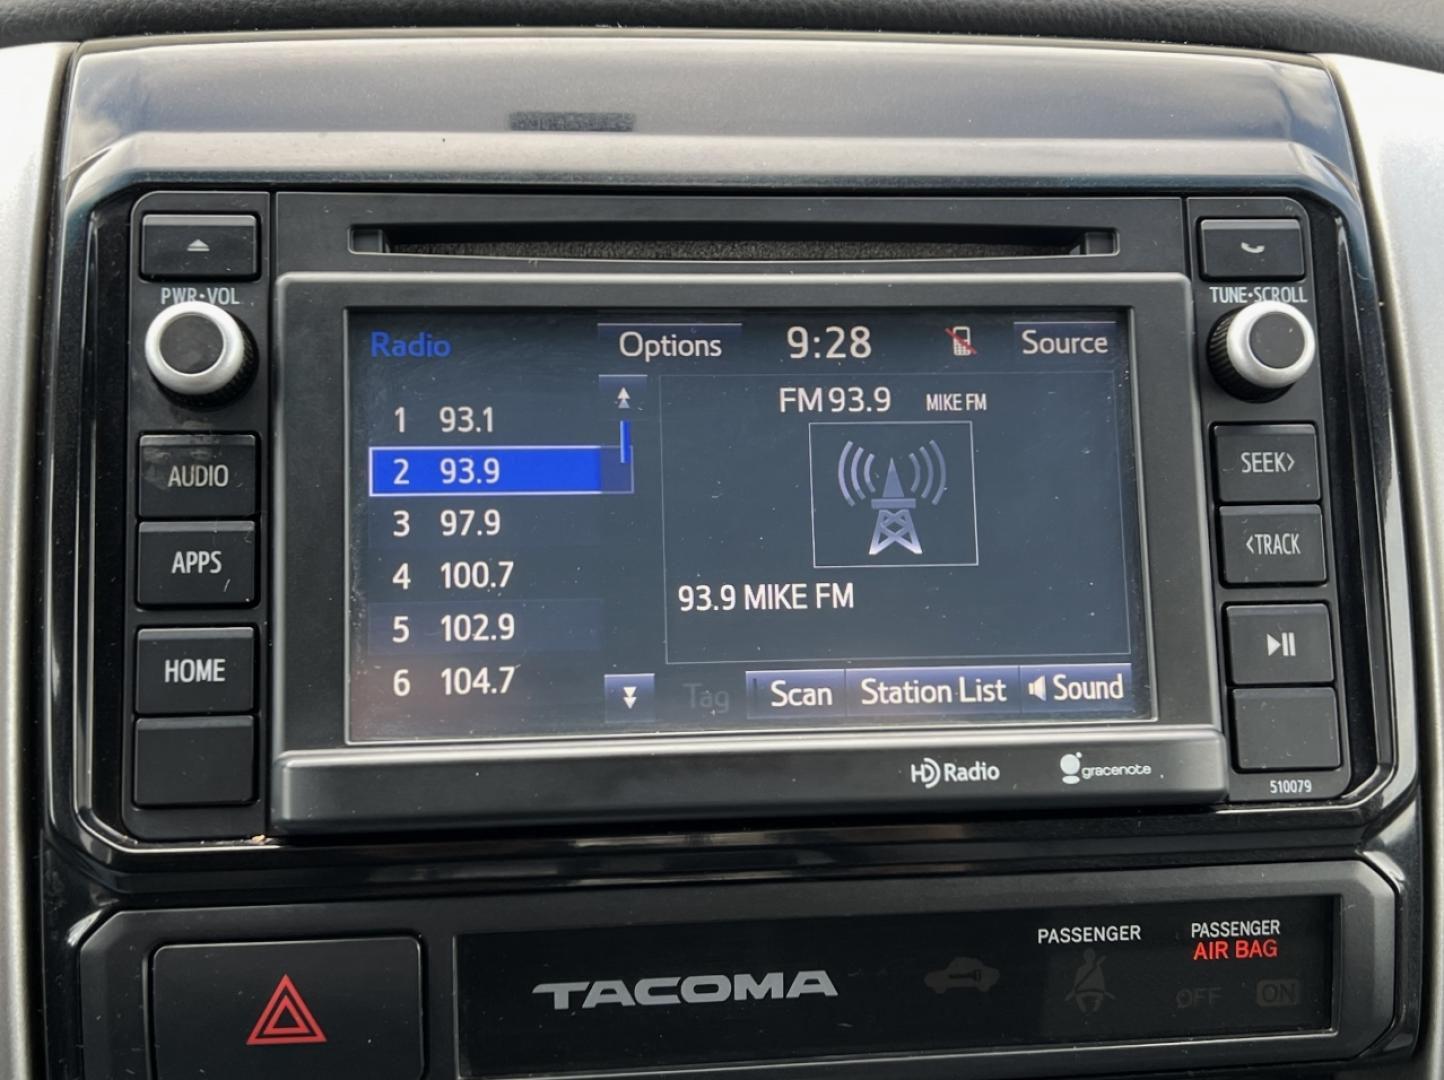 PWR•VOL
TUNE•SCROLL
Radio
Options
9:28
Source
FM 93.9 MIKE FM
1 93.1
2 93.9
3 97.9
4 100.7
5 102.9
6 104.7
93.9 MIKE FM
Tag
Scan
Station List
Sound
AUDIO
APPS
HOME
SEEK>
<TRACK
HD Radio
gracenote
510079
TACOMA
PASSENGER
PASSENGER
AIR BAG
OFF
ON